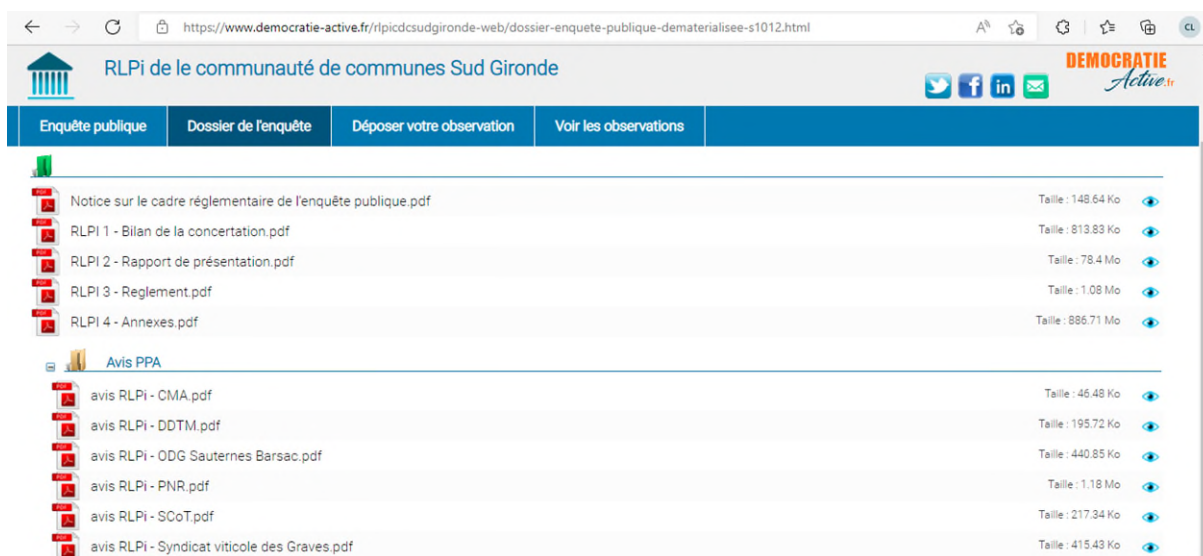 https://www.democratie-active.fr/rlpicdcsudgironde-web/dossier-enquete-publique-dematerialisee-s1012.html
CL
RLPi de le communauté de communes Sud Gironde
DEMOCRATIE
Active.fr
Enquête publique Dossier de l'enquête Déposer votre observation Voir les observations
Notice sur le cadre réglementaire de l'enquête publique.pdf Taille : 148.64 Ko
RLPI 1 - Bilan de la concertation.pdf Taille : 813.83 Ko
RLPI 2 - Rapport de présentation.pdf Taille : 78.4 Mo
RLPI 3 - Reglement.pdf Taille : 1.08 Mo
RLPI 4 - Annexes.pdf Taille : 886.71 Mo
Avis PPA
avis RLPi - CMA.pdf Taille : 46.48 Ko
avis RLPi - DDTM.pdf Taille : 195.72 Ko
avis RLPi - ODG Sauternes Barsac.pdf Taille : 440.85 Ko
avis RLPi - PNR.pdf Taille : 1.18 Mo
avis RLPi - SCoT.pdf Taille : 217.34 Ko
avis RLPi - Syndicat viticole des Graves.pdf Taille : 415.43 Ko